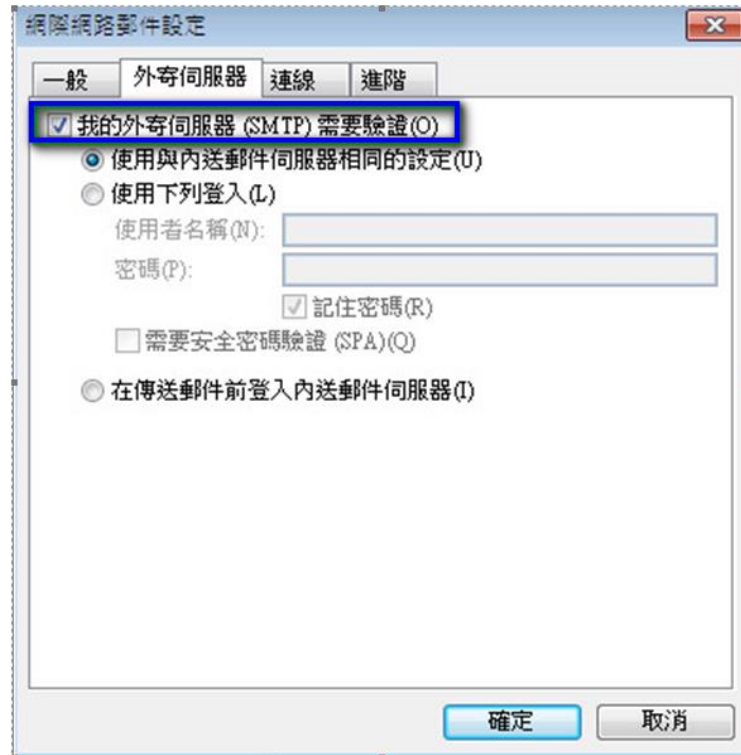 網際網路郵件設定
一般 外寄伺服器 連線 進階
我的外寄伺服器 (SMTP) 需要驗證(O)
使用與內送郵件伺服器相同的設定(U)
使用下列登入(L)
使用者名稱(N):
密碼(P):
記住密碼(R)
需要安全密碼驗證 (SPA)(Q)
在傳送郵件前登入內送郵件伺服器(I)
確定 取消